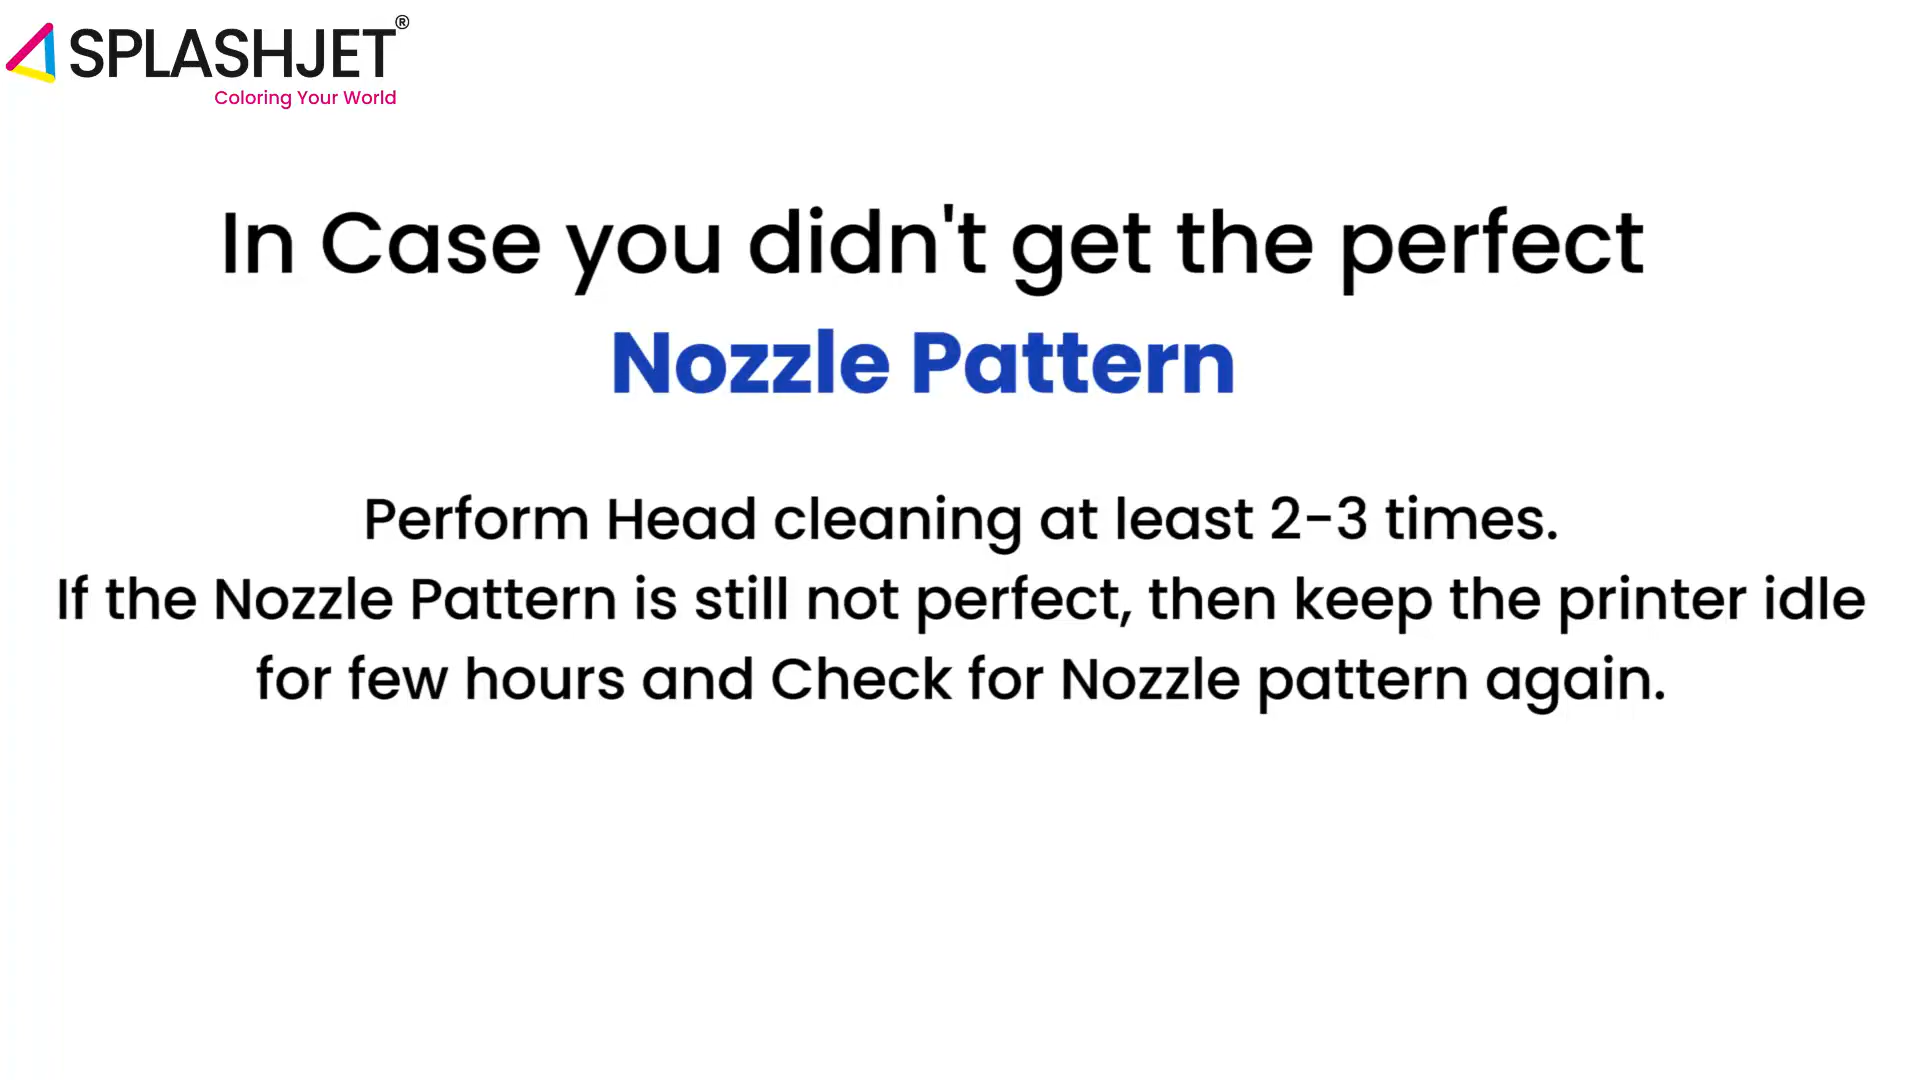 SPLASHJET®
Coloring Your World
In Case you didn't get the perfect
Nozzle Pattern
Perform Head cleaning at least 2-3 times.
If the Nozzle Pattern is still not perfect, then keep the printer idle
for few hours and Check for Nozzle pattern again.